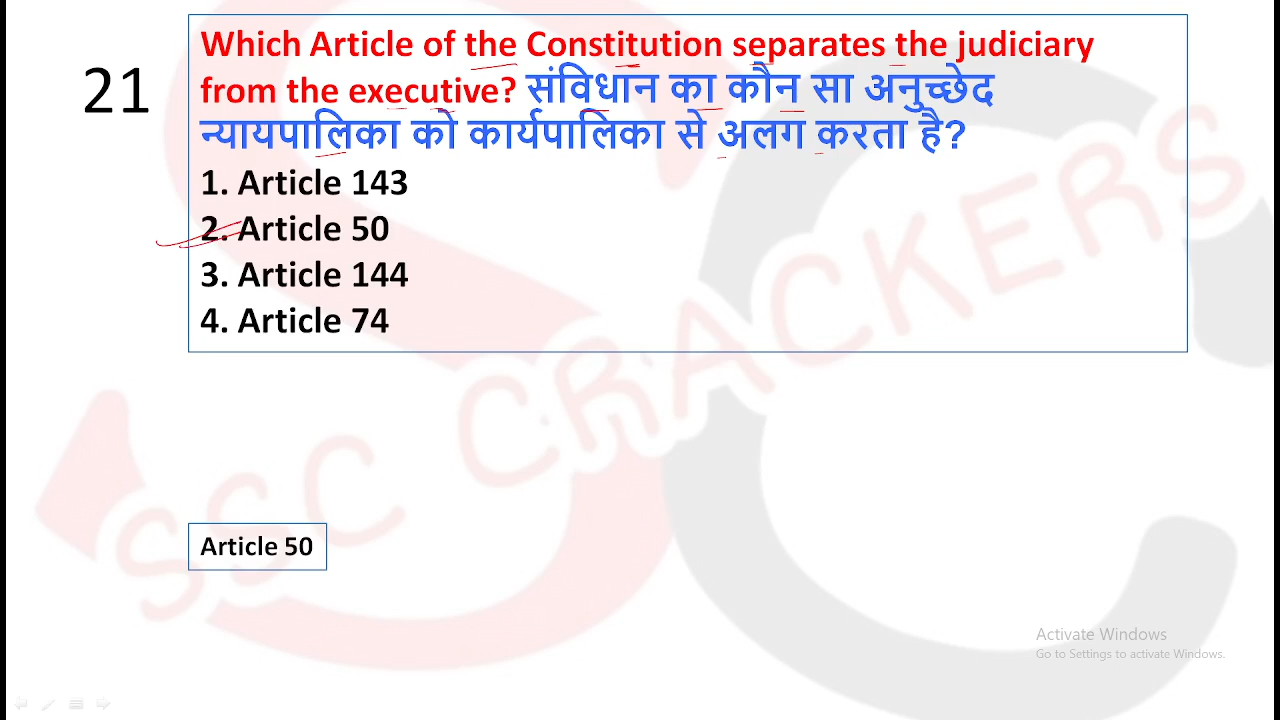 21
Which Article of the Constitution separates the judiciary
from the executive? संविधान का कौन सा अनुच्छेद
न्यायपालिका को कार्यपालिका से अलग करता है?
1. Article 143
2. Article 50
3. Article 144
4. Article 74
SSC CRACKERS
Article 50
Activate Windows
Go to Settings to activate Windows.